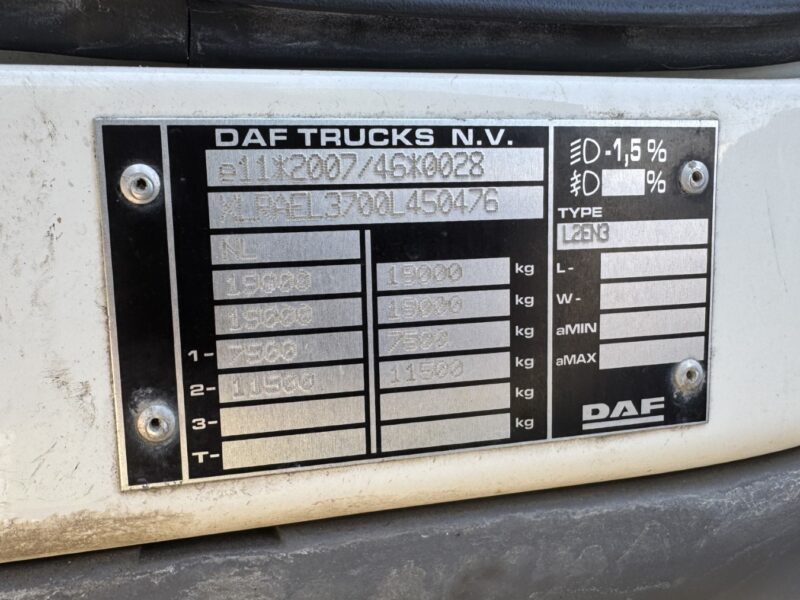 DAF TRUCKS N.V.
e11*2007/46*0028
XLRAEL3700L450476
NL
19000 19000 kg
19000 19000 kg
1- 7500 7500 kg
2- 11500 11500 kg
3- kg
T- kg
-1,5 %
%
TYPE
L2EN3
L-
W-
aMIN
aMAX
DAF